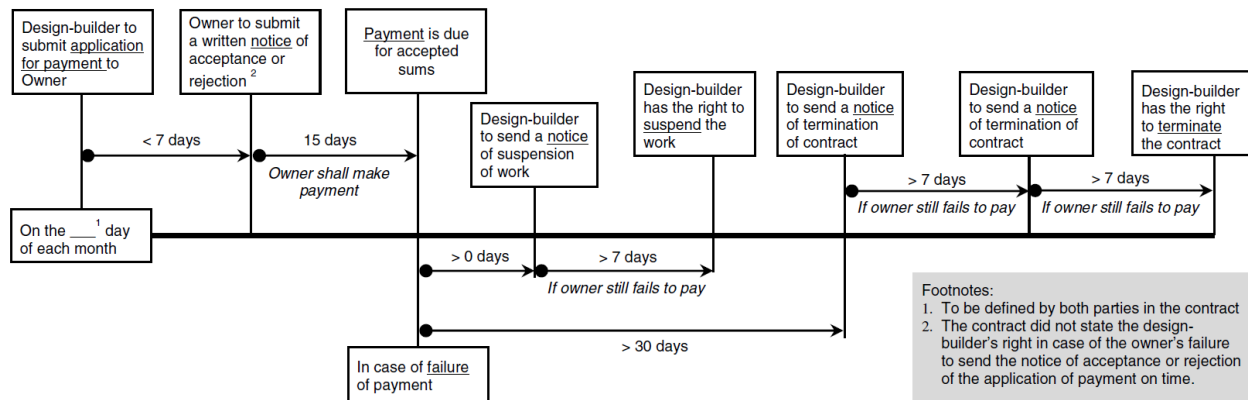 Design-builder to
submit application
for payment to
Owner
Owner to submit
a written notice of
acceptance or
rejection 2
Payment is due
for accepted
sums
Design-builder
to send a notice
of suspension
of work
Design-builder
has the right to
suspend the
work
Design-builder
to send a notice
of termination
of contract
Design-builder
to send a notice
of termination of
contract
Design-builder
has the right
to terminate
the contract
< 7 days
15 days
Owner shall make
payment
> 7 days
If owner still fails to pay
> 7 days
If owner still fails to pay
On the ___1 day
of each month
> 0 days
> 7 days
If owner still fails to pay
> 30 days
In case of failure
of payment
Footnotes:
1. To be defined by both parties in the contract
2. The contract did not state the design-
builder's right in case of the owner's failure
to send the notice of acceptance or rejection
of the application of payment on time.